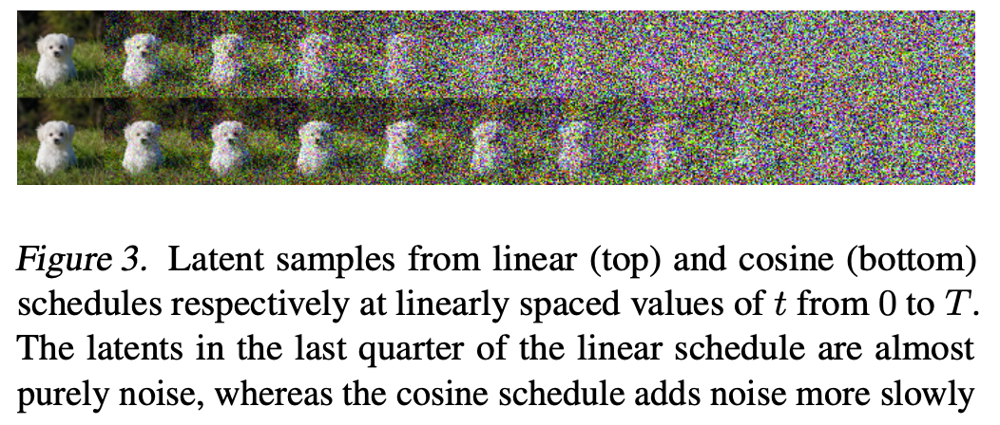 Figure 3. Latent samples from linear (top) and cosine (bottom)
schedules respectively at linearly spaced values of t from 0 to T.
The latents in the last quarter of the linear schedule are almost
purely noise, whereas the cosine schedule adds noise more slowly